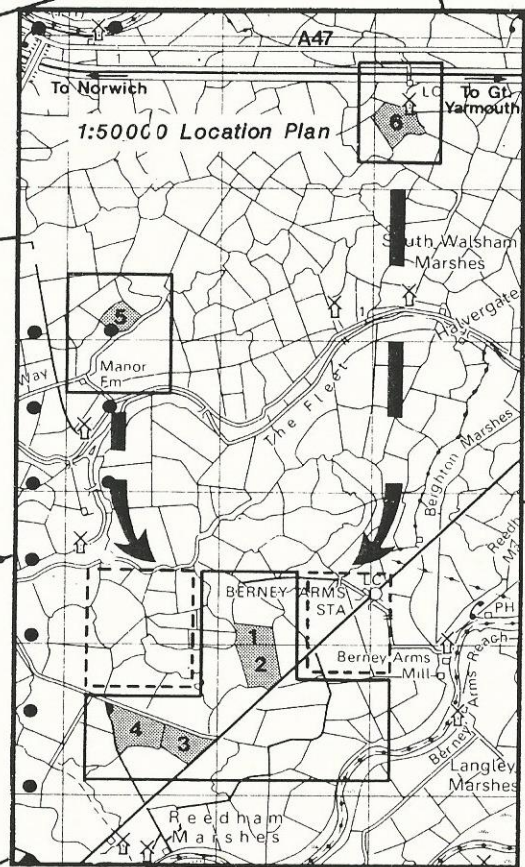 A47
To Norwich
LC
To Gt. Yarmouth
1:50000 Location Plan
6
South Walsham
Marshes
1
Halvergate
5
Way
Manor
Fm
The Fleet
Beighton Marshes
BERNEY ARMS
STA
LC
PH
1
2
Berney Arms
Mill
Berney Arms Reach
4
3
Langley
Marshes
Reedham
Marshes